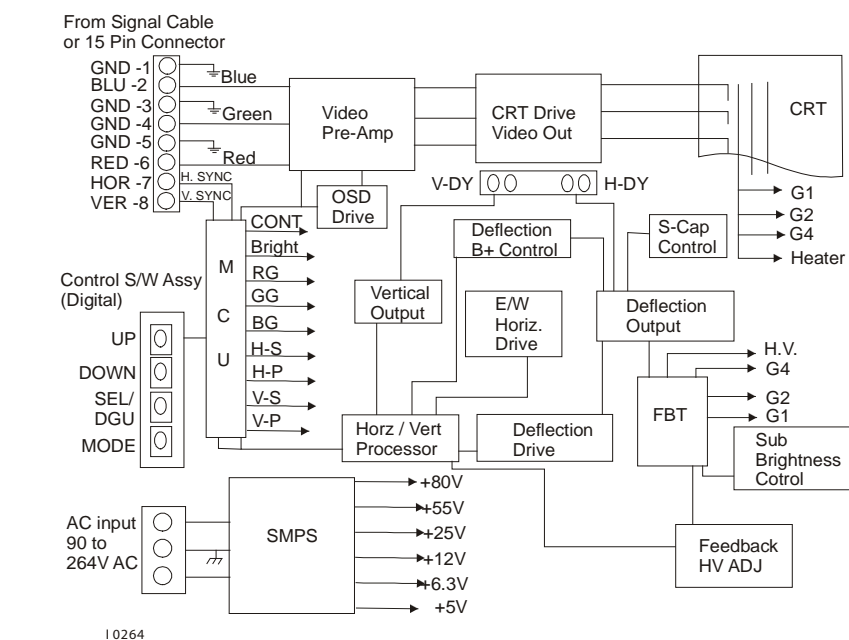 From Signal Cable
or 15 Pin Connector
GND -1
BLU -2
GND -3
GND -4
GND -5
RED -6
HOR -7
VER -8
Blue
Green
Red
H. SYNC
V. SYNC
Video
Pre-Amp
CRT Drive
Video Out
CRT
V-DY
H-DY
G1
G2
G4
Heater
OSD
Drive
Deflection
B+ Control
S-Cap
Control
M
C
U
CONT
Bright
RG
GG
BG
H-S
H-P
V-S
V-P
Control S/W Assy
(Digital)
UP
DOWN
SEL/
DGU
MODE
Vertical
Output
E/W
Horiz.
Drive
Deflection
Output
H.V.
G4
G2
G1
FBT
Horz / Vert
Processor
Deflection
Drive
Sub
Brightness
Cotrol
AC input
90 to
264V AC
SMPS
+80V
+55V
+25V
+12V
+6.3V
+5V
Feedback
HV ADJ
I 0264